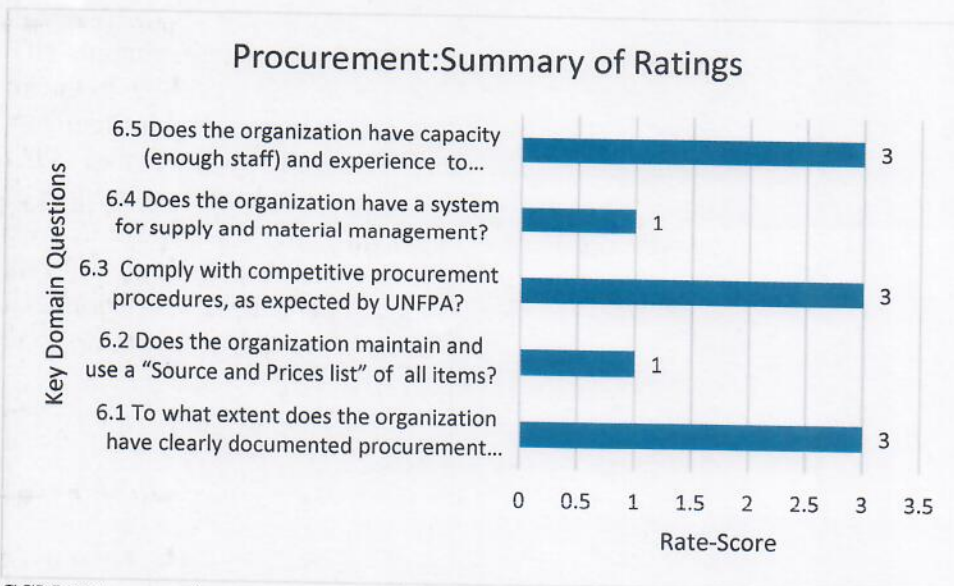 Procurement:Summary of Ratings
Key Domain Questions
6.5 Does the organization have capacity
(enough staff) and experience to...
3
6.4 Does the organization have a system
for supply and material management?
1
6.3 Comply with competitive procurement
procedures, as expected by UNFPA?
3
6.2 Does the organization maintain and
use a “Source and Prices list” of all items?
1
6.1 To what extent does the organization
have clearly documented procurement...
3
0 0.5 1 1.5 2 2.5 3 3.5
Rate-Score